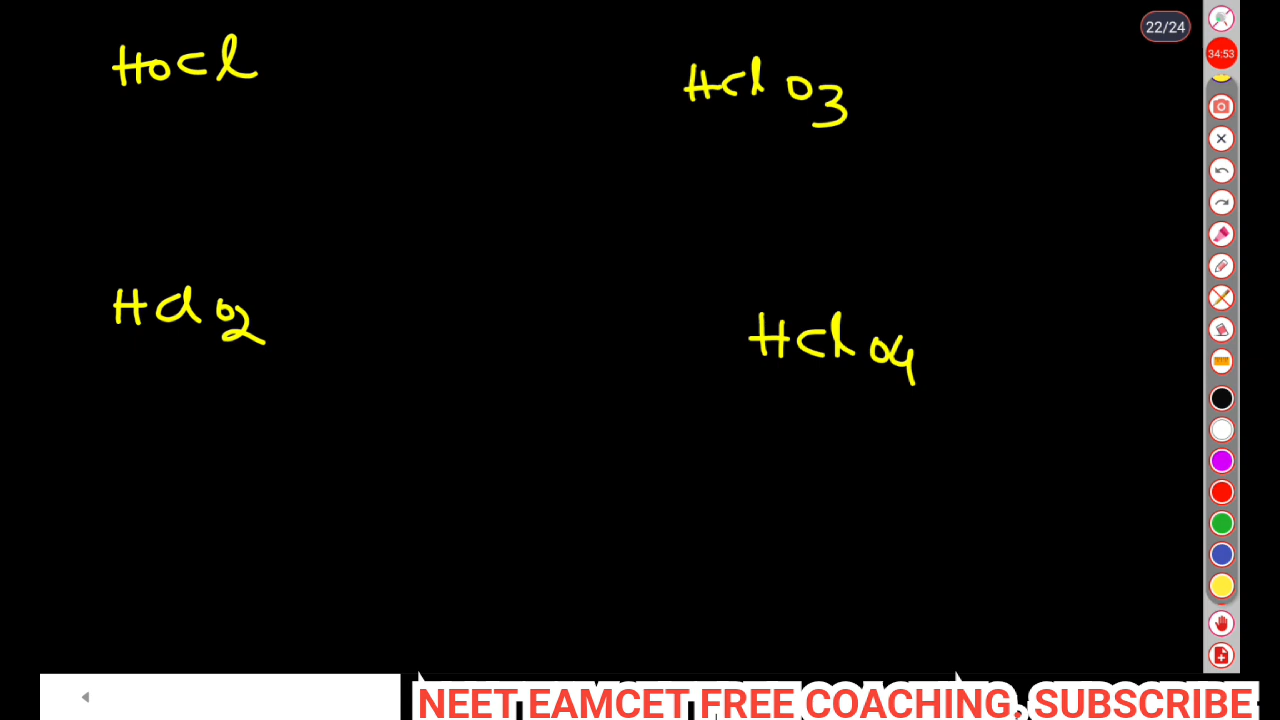 HOCl
HClO3
HClO2
HClO4
22/24
34:53
NEET EAMCET FREE COACHING, SUBSCRIBE